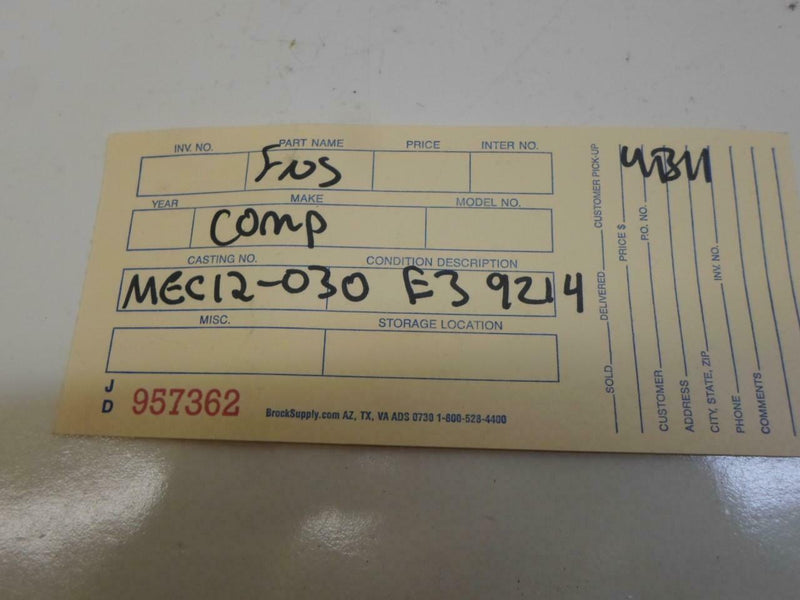 INV. NO. PART NAME PRICE INTER NO.
FNS
YEAR MAKE MODEL NO.
COMP
CASTING NO. CONDITION DESCRIPTION
MEC12-030 E3 9214
MISC. STORAGE LOCATION
J
D
957362
BrockSupply.com AZ, TX, VA ADS 0730 1-800-528-4400
SOLD DELIVERED CUSTOMER PICK-UP
PRICE $ P.O. NO.
CUSTOMER
ADDRESS
CITY, STATE, ZIP INV. NO.
PHONE
COMMENTS